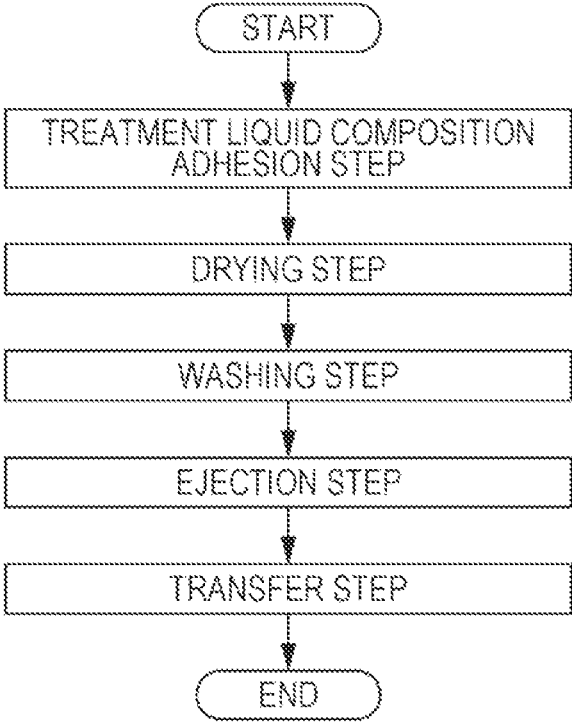 START
TREATMENT LIQUID COMPOSITION
ADHESION STEP
DRYING STEP
WASHING STEP
EJECTION STEP
TRANSFER STEP
END